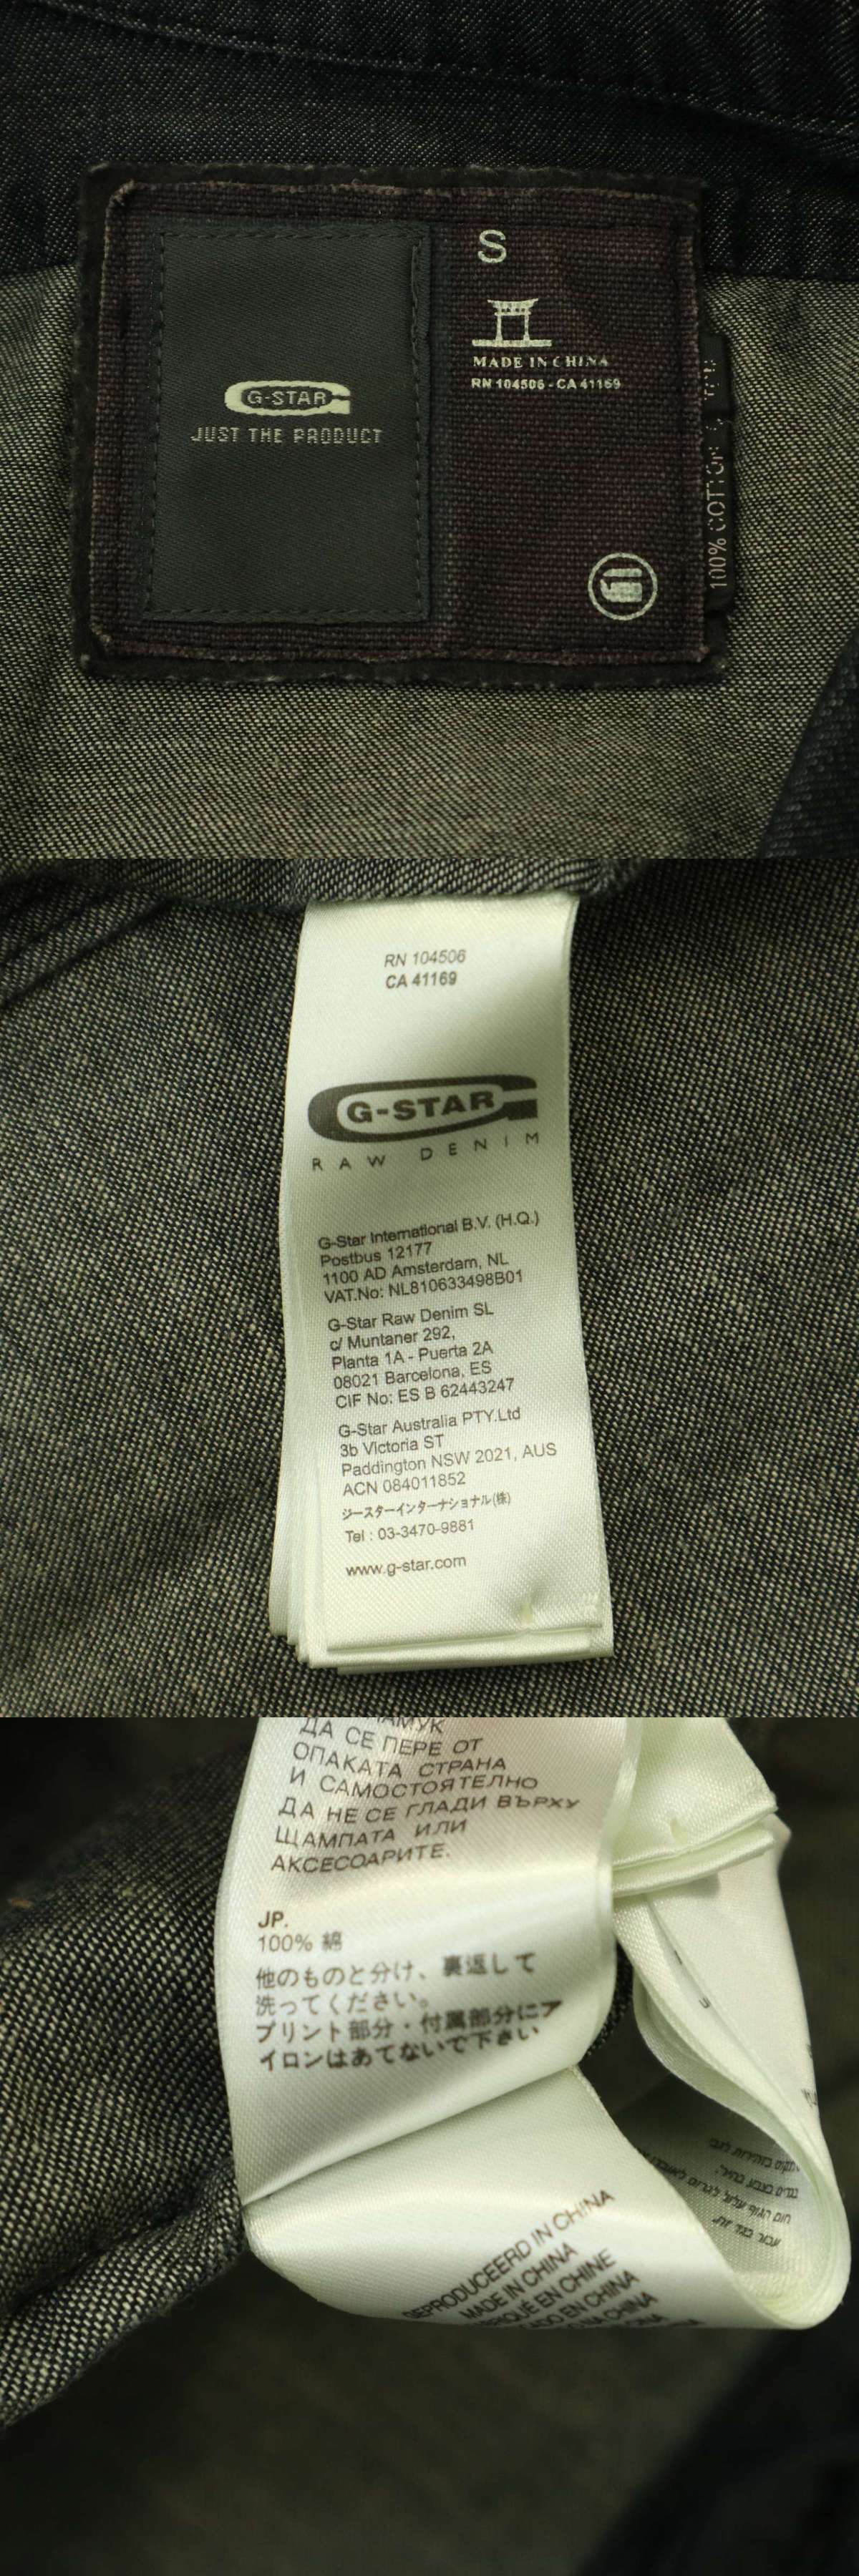 S
MADE IN CHINA
RN 104506 - CA 41169
G-STAR
JUST THE PRODUCT
100% COTTON
RN 104506
CA 41169
G-STAR
RAW DENIM
G-Star International B.V. (H.Q.)
Postbus 12177
1100 AD Amsterdam, NL
VAT.No: NL810633498B01
G-Star Raw Denim SL
c/ Muntaner 292,
Planta 1A - Puerta 2A
08021 Barcelona, ES
CIF No: ES B 62443247
G-Star Australia PTY.Ltd
3b Victoria ST
Paddington NSW 2021, AUS
ACN 084011852
ジースターインターナショナル(株)
Tel : 03-3470-9881
www.g-star.com
ПАМУК
ДА СЕ ПЕРЕ ОТ
ОПАКАТА СТРАНА
И САМОСТОЯТЕЛНО
ДА НЕ СЕ ГЛАДИ ВЪРХУ
ЩАМПАТА ИЛИ
АКСЕСОАРИТЕ.
JP.
100% 綿
他のものと分け、裏返して
洗ってください。
プリント部分・付属部分にア
イロンはあてないで下さい
GEPRODUCEERD IN CHINA
MADE IN CHINA
EN CHINE
EN CHINA
NA CHINA